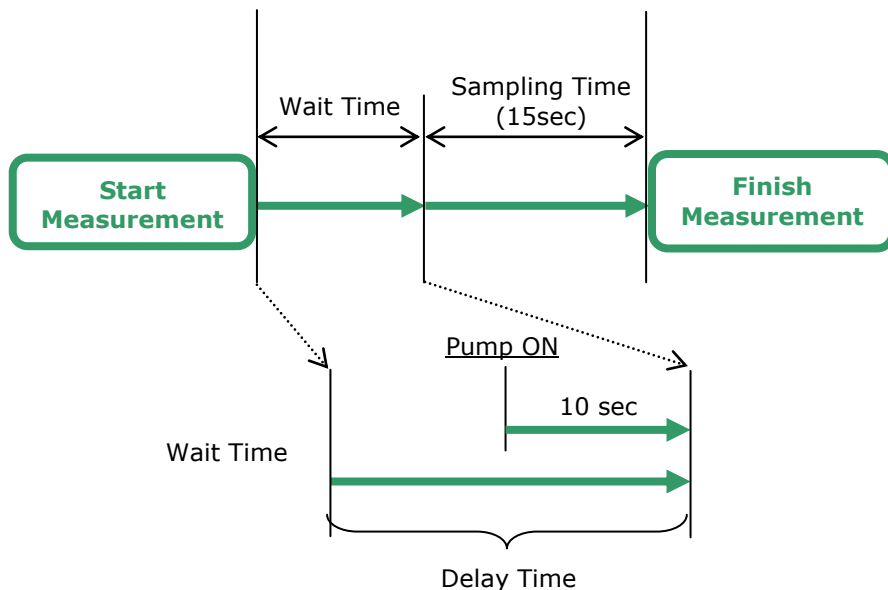 Wait Time
Sampling Time
(15sec)
Start
Measurement
Finish
Measurement
Pump ON
10 sec
Wait Time
Delay Time